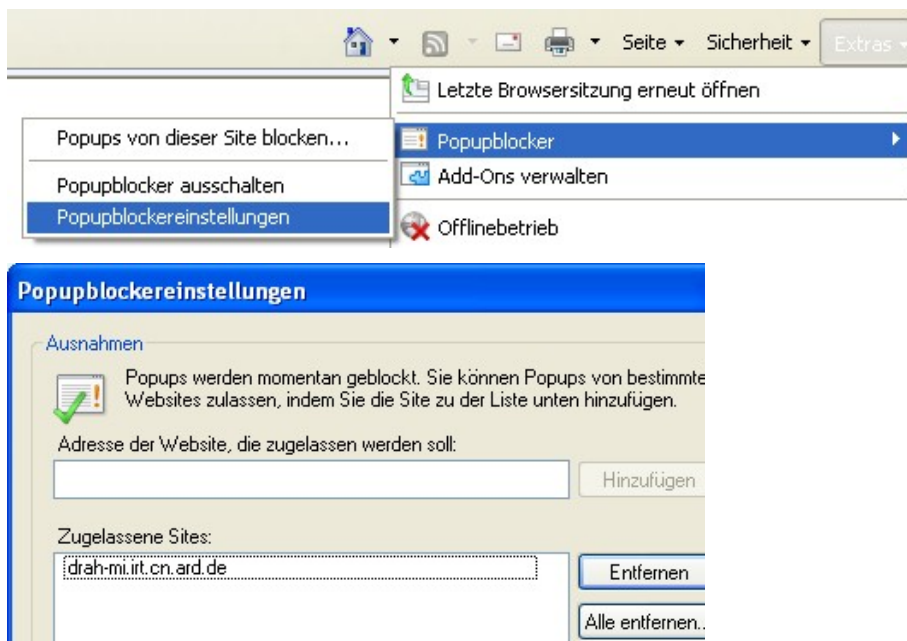 Seite Sicherheit Extras
Letzte Browsersitzung erneut öffnen
Popupblocker
Add-Ons verwalten
Offlinebetrieb
Popups von dieser Site blocken...
Popupblocker ausschalten
Popupblockereinstellungen
Popupblockereinstellungen
Ausnahmen
Popups werden momentan geblockt. Sie können Popups von bestimmte
Websites zulassen, indem Sie die Site zu der Liste unten hinzufügen.
Adresse der Website, die zugelassen werden soll:
Hinzufügen
Zugelassene Sites:
drah-mi.irt.cn.ard.de
Entfernen
Alle entfernen..